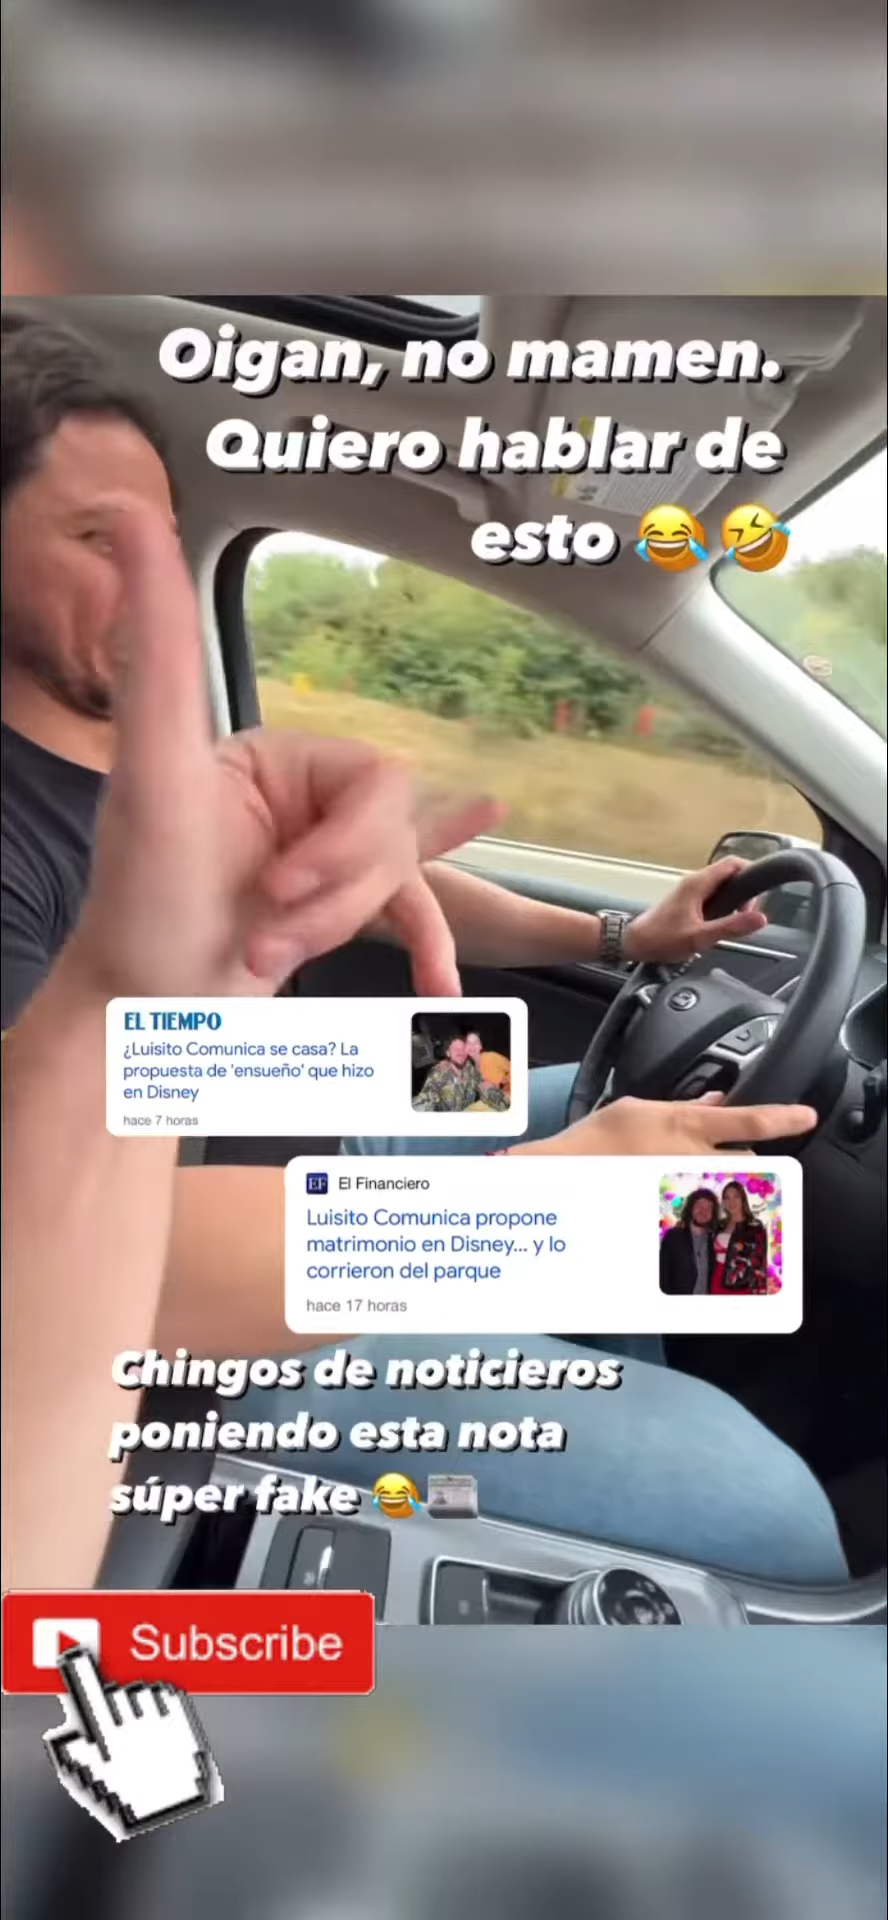 Oigan, no mamen.
Quiero hablar de
esto 😂 🤣
EL TIEMPO
¿Luisito Comunica se casa? La
propuesta de 'ensueño' que hizo
en Disney
hace 7 horas
EF El Financiero
Luisito Comunica propone
matrimonio en Disney... y lo
corrieron del parque
hace 17 horas
Chingos de noticieros
poniendo esta nota
súper fake 😂 📰
Subscribe